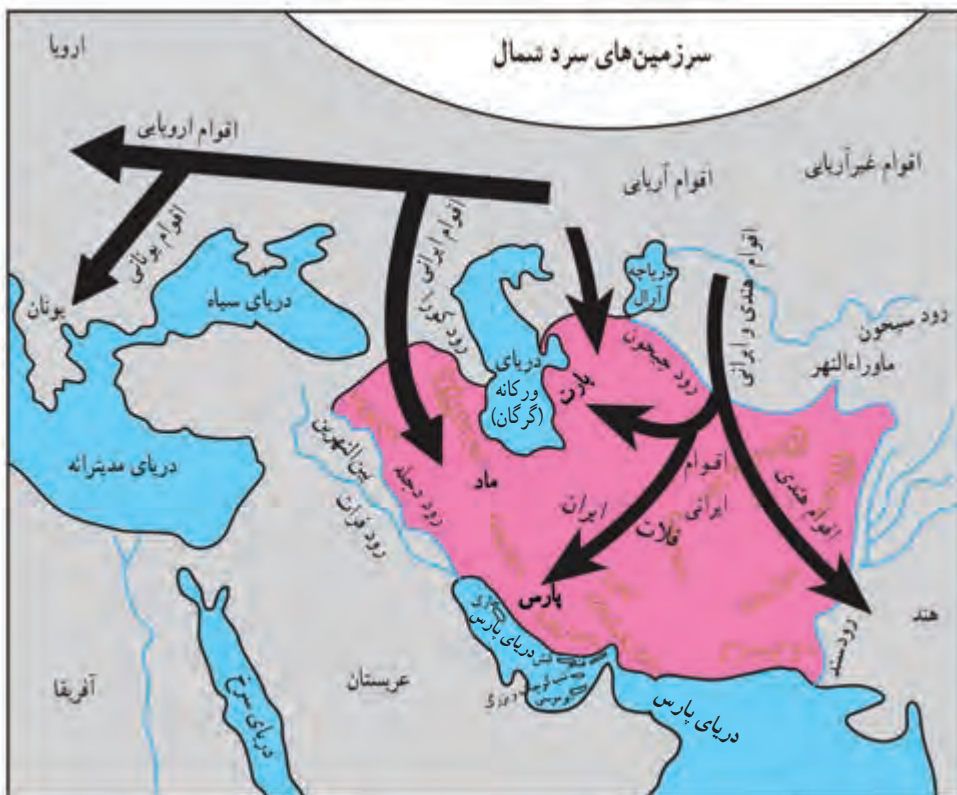 سرزمین‌های سرد شمال
اروپا
اقوام اروپایی
اقوام آریایی
اقوام غیرآریایی
اقوام یونانی
اقوام ایرانی
اقوام هندی و ایرانی
یونان
دریای سیاه
رود کورا
دریاچه
آرال
رود سیحون
ماوراءالنهر
رود جیحون
دریای
ورکانه
(گرگان)
پارت
دریای مدیترانه
بین‌النهرین
رود دجله
رود فرات
ماد
اقوام
ایرانی
فلات
ایران
اقوام هندی
پارس
هند
رود سند
دریای پارس
کیش
عربستان
آفریقا
دریای سرخ
دریای پارس